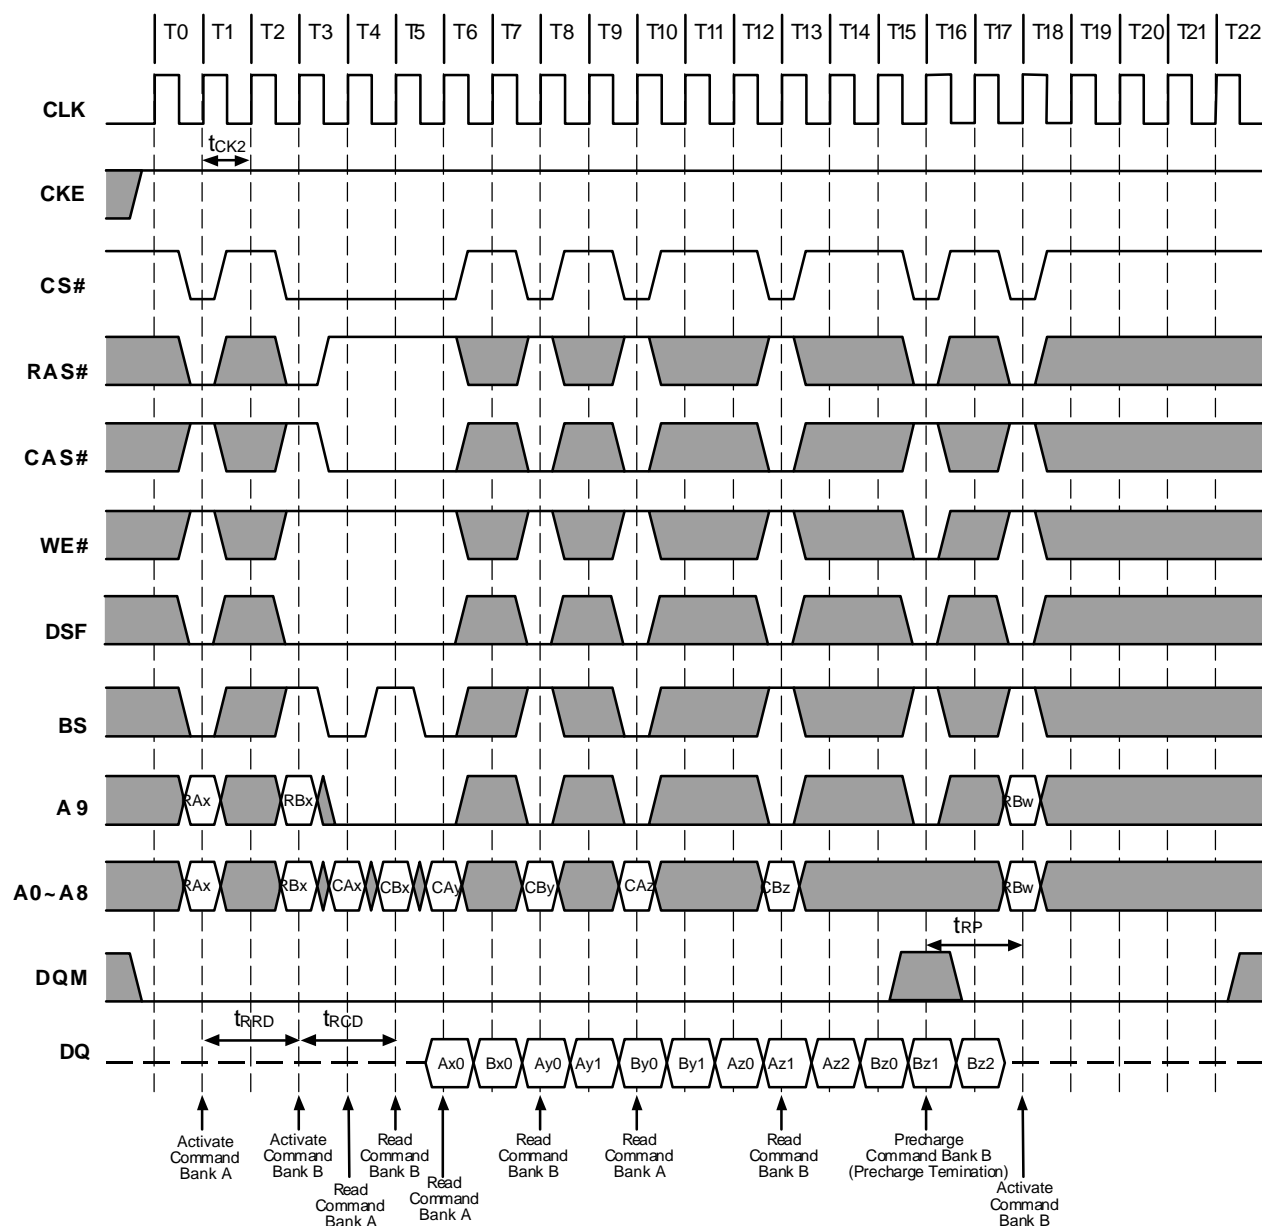 T0 T1 T2 T3 T4 T5 T6 T7 T8 T9 T10 T11 T12 T13 T14 T15 T16 T17 T18 T19 T20 T21 T22
CLK
tCK2
CKE
CS#
RAS#
CAS#
WE#
DSF
BS
A9
RAx RBx RBw
A0~A8
RAx RBx CAx CBx CAy CBy CAz CBz RBw
tRP
DQM
tRRD tRCD
DQ
Ax0 Bx0 Ay0 Ay1 By0 By1 Az0 Az1 Az2 Bz0 Bz1 Bz2
Activate
Command
Bank A
Activate
Command
Bank B
Read
Command
Bank A
Read
Command
Bank B
Read
Command
Bank A
Read
Command
Bank B
Read
Command
Bank A
Read
Command
Bank B
Precharge
Command Bank B
(Precharge Temination)
Activate
Command
Bank B